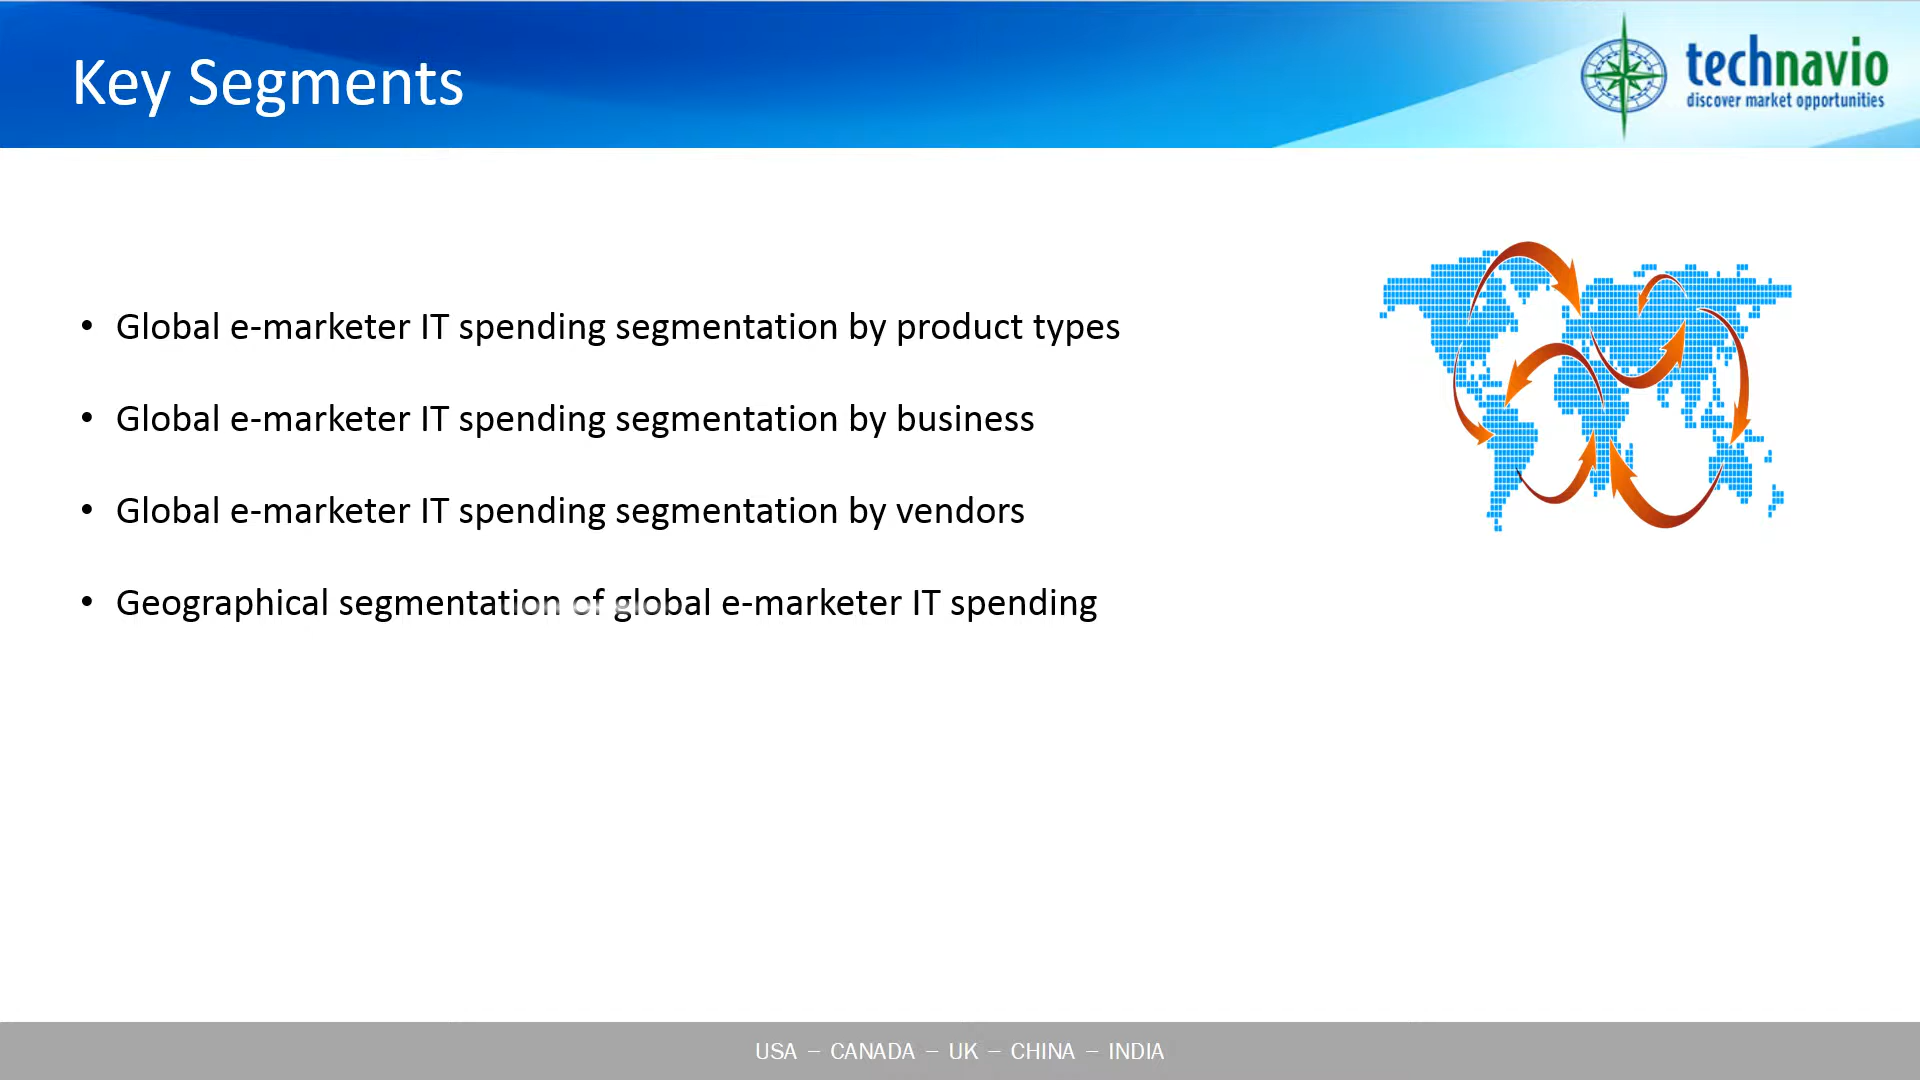 Key Segments
technavio
discover market opportunities
• Global e-marketer IT spending segmentation by product types
• Global e-marketer IT spending segmentation by business
• Global e-marketer IT spending segmentation by vendors
• Geographical segmentation of global e-marketer IT spending
USA – CANADA – UK – CHINA – INDIA